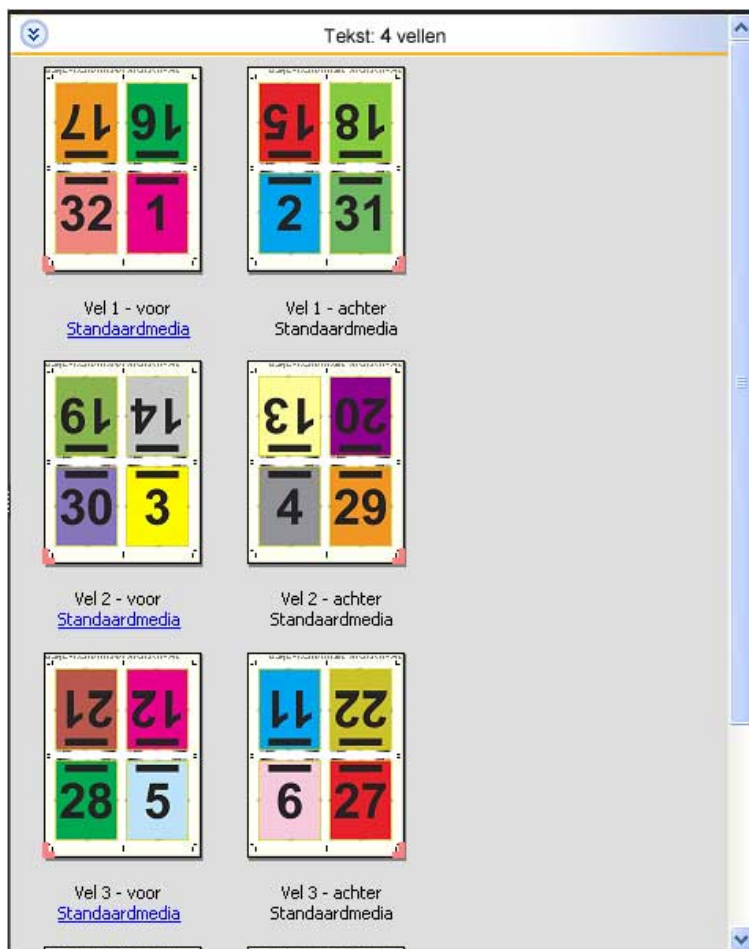 Tekst: 4 vellen
17 16
32 1
15 18
2 31
Vel 1 - voor
Standaardmedia
Vel 1 - achter
Standaardmedia
19 14
30 3
13 20
4 29
Vel 2 - voor
Standaardmedia
Vel 2 - achter
Standaardmedia
21 12
28 5
11 22
6 27
Vel 3 - voor
Standaardmedia
Vel 3 - achter
Standaardmedia